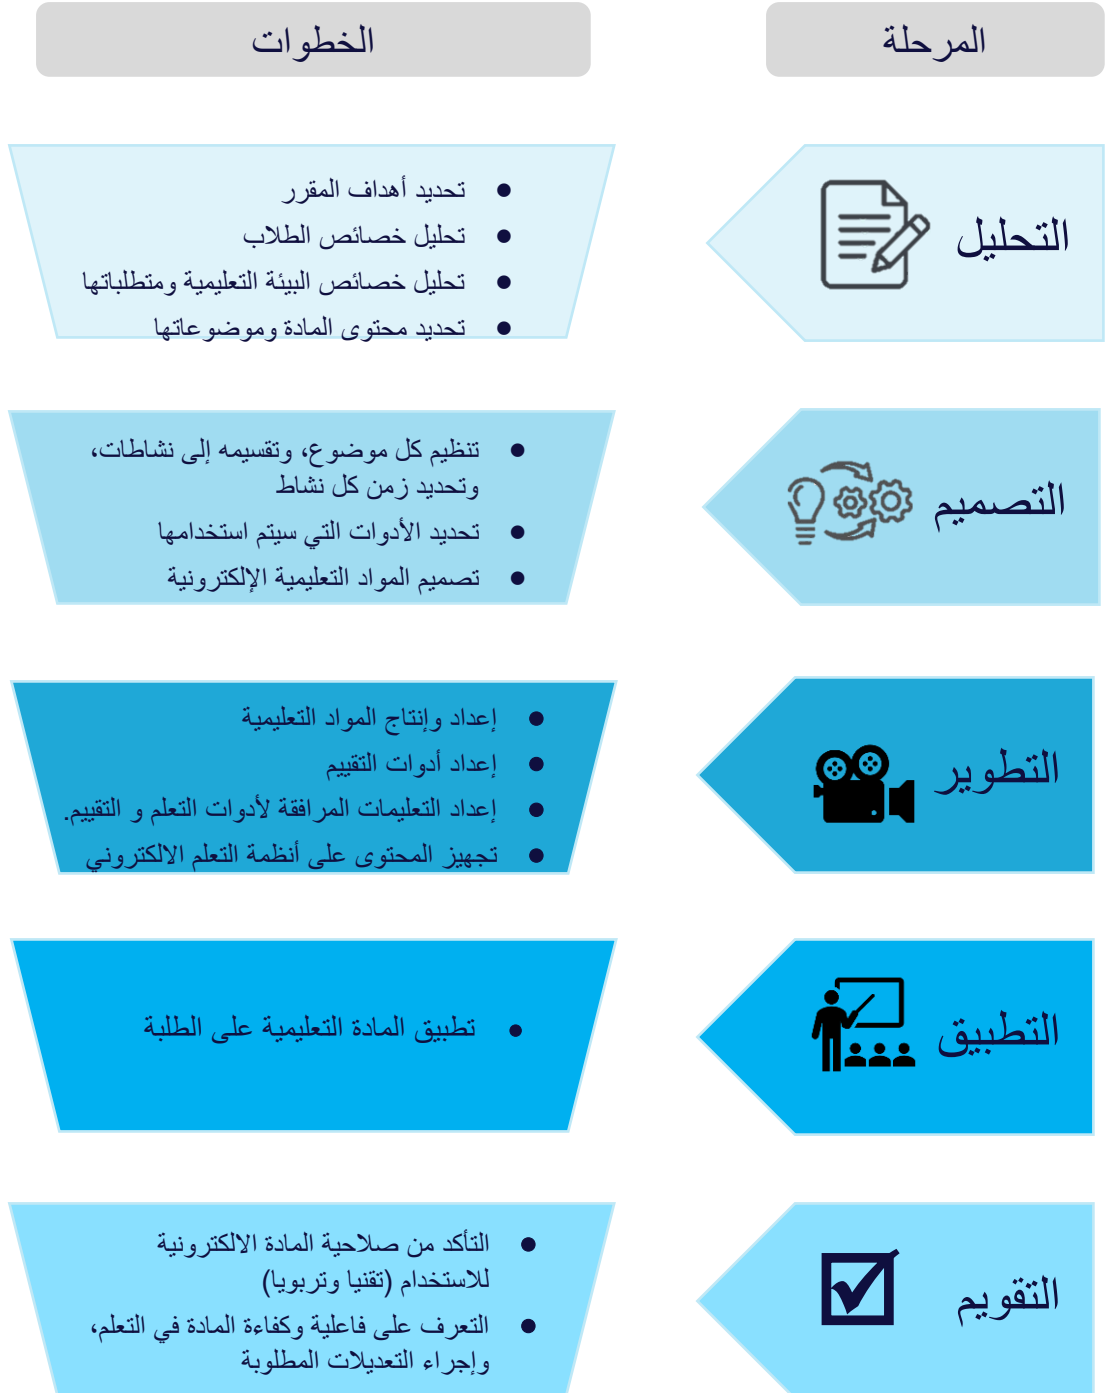 المرحلة
الخطوات
التحليل
● تحديد أهداف المقرر
● تحليل خصائص الطلاب
● تحليل خصائص البيئة التعليمية ومتطلباتها
● تحديد محتوى المادة وموضوعاتها
التصميم
● تنظيم كل موضوع، وتقسيمه إلى نشاطات،
وتحديد زمن كل نشاط
● تحديد الأدوات التي سيتم استخدامها
● تصميم المواد التعليمية الإلكترونية
التطوير
● إعداد وإنتاج المواد التعليمية
● إعداد أدوات التقييم
● إعداد التعليمات المرافقة لأدوات التعلم و التقييم.
● تجهيز المحتوى على أنظمة التعلم الالكتروني
التطبيق
● تطبيق المادة التعليمية على الطلبة
التقويم
● التأكد من صلاحية المادة الالكترونية
للاستخدام (تقنيا وتربويا)
● التعرف على فاعلية وكفاءة المادة في التعلم،
وإجراء التعديلات المطلوبة